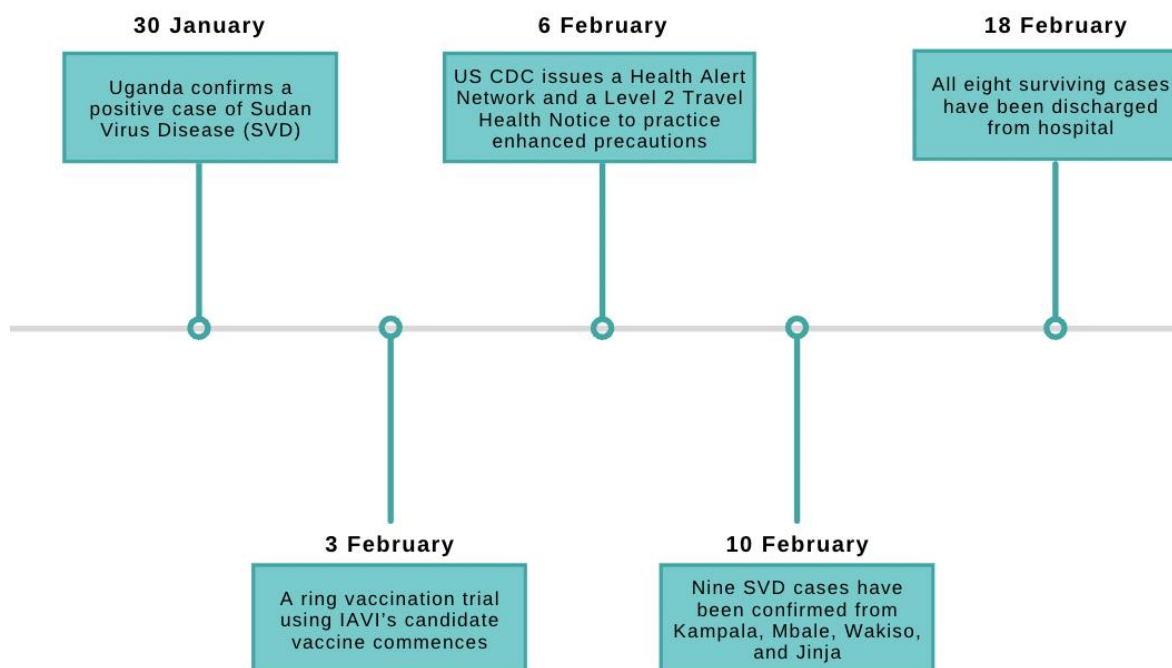 30 January
Uganda confirms a
positive case of Sudan
Virus Disease (SVD)
6 February
US CDC issues a Health Alert
Network and a Level 2 Travel
Health Notice to practice
enhanced precautions
18 February
All eight surviving cases
have been discharged
from hospital
3 February
A ring vaccination trial
using IAVI's candidate
vaccine commences
10 February
Nine SVD cases have
been confirmed from
Kampala, Mbale, Wakiso,
and Jinja